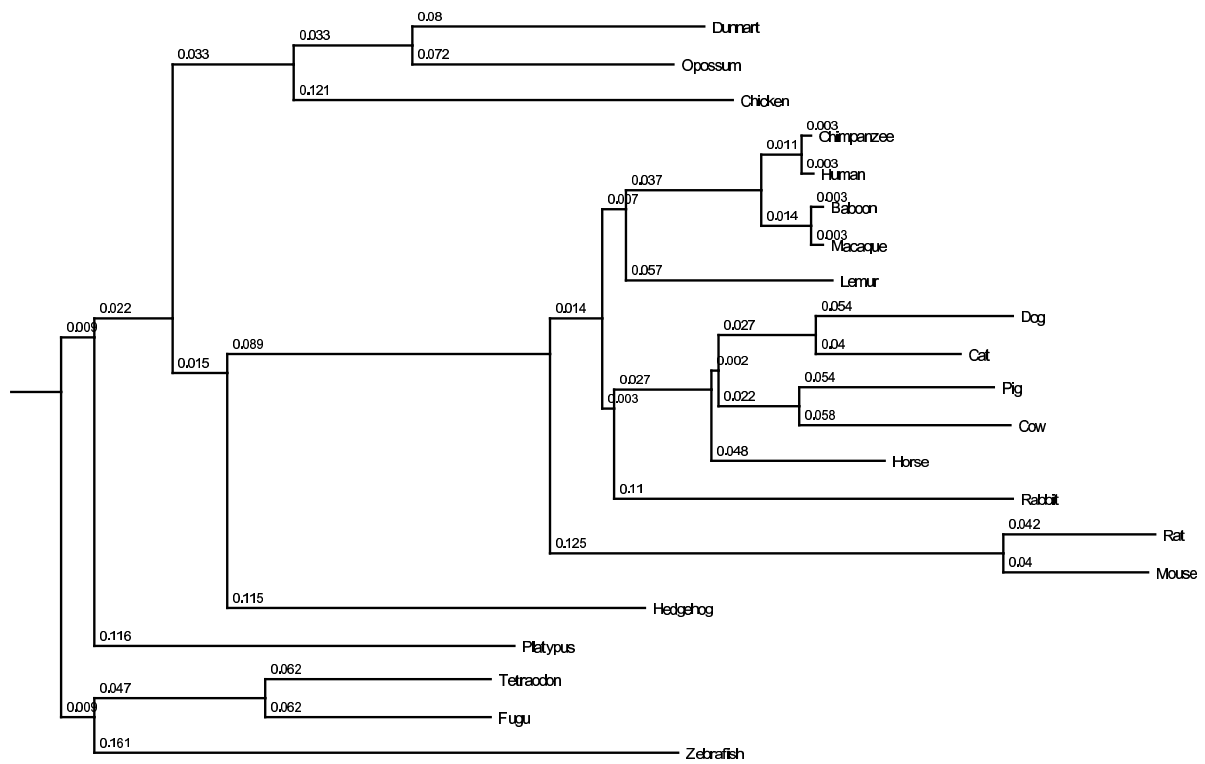 0.08
Dunnart
0.033
0.033
0.072
Opossum
0.121
Chicken
0.003
Chimpanzee
0.011
0.003
Human
0.037
0.007
0.003
Baboon
0.014
0.003
Macaque
0.057
Lemur
0.054
Dog
0.022
0.014
0.027
0.009
0.04
Cat
0.089
0.002
0.015
0.054
Pig
0.027
0.022
0.003
0.058
Cow
0.048
Horse
0.11
Rabbit
0.042
Rat
0.125
0.04
Mouse
0.115
Hedgehog
0.116
Platypus
0.062
Tetraodon
0.047
0.009
0.062
Fugu
0.161
Zebrafish